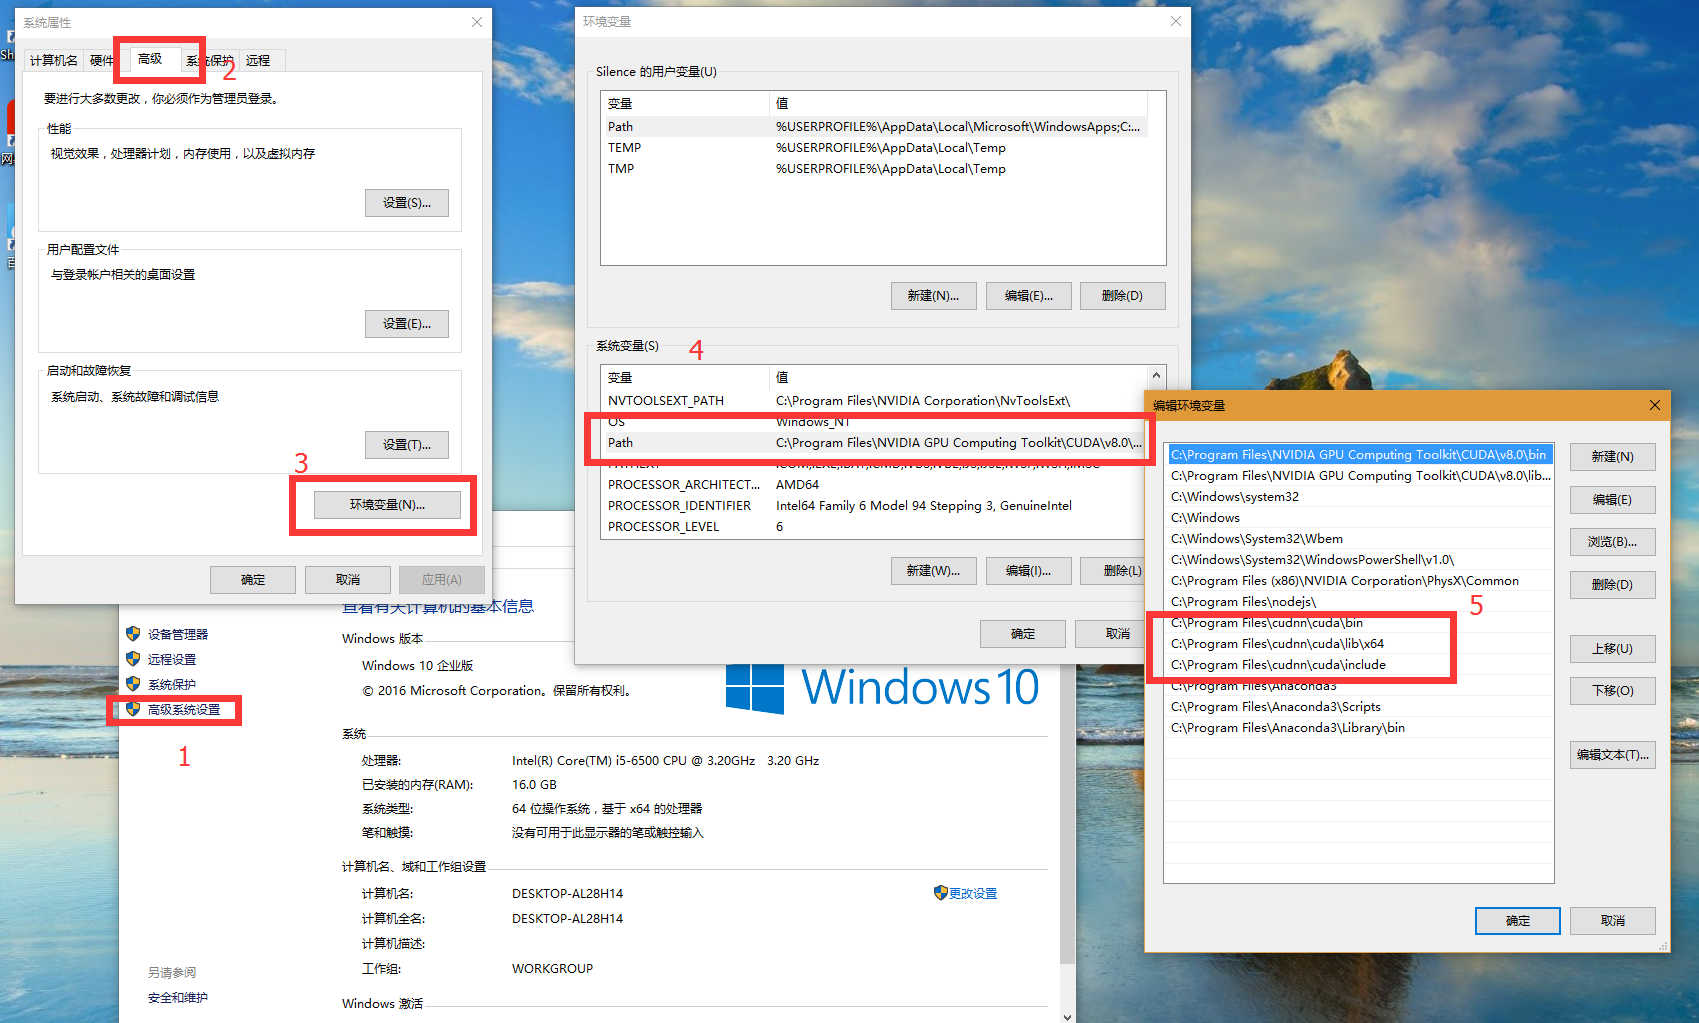 系统属性
计算机名 硬件 高级 系统保护 远程
2
要进行大多数更改，你必须作为管理员登录。
性能
视觉效果，处理器计划，内存使用，以及虚拟内存
设置(S)...
用户配置文件
与登录帐户相关的桌面设置
设置(E)...
启动和故障恢复
系统启动、系统故障和调试信息
设置(T)...
3
环境变量(N)...
确定 取消 应用(A)
环境变量
Silence 的用户变量(U)
变量 值
Path %USERPROFILE%\AppData\Local\Microsoft\WindowsApps;C:...
TEMP %USERPROFILE%\AppData\Local\Temp
TMP %USERPROFILE%\AppData\Local\Temp
新建(N)... 编辑(E)... 删除(D)
系统变量(S)
4
变量 值
NVTOOLSEXT_PATH C:\Program Files\NVIDIA Corporation\NvToolsExt\
OS Windows_NT
Path C:\Program Files\NVIDIA GPU Computing Toolkit\CUDA\v8.0\...
PROCESSOR_ARCHITECT... AMD64
PROCESSOR_IDENTIFIER Intel64 Family 6 Model 94 Stepping 3, GenuineIntel
PROCESSOR_LEVEL 6
新建(W)... 编辑(I)... 删除(L)
确定 取消
编辑环境变量
C:\Program Files\NVIDIA GPU Computing Toolkit\CUDA\v8.0\bin
C:\Program Files\NVIDIA GPU Computing Toolkit\CUDA\v8.0\lib...
C:\Windows\system32
C:\Windows
C:\Windows\System32\Wbem
C:\Windows\System32\WindowsPowerShell\v1.0\
C:\Program Files (x86)\NVIDIA Corporation\PhysX\Common
C:\Program Files\nodejs\
5
C:\Program Files\cudnn\cuda\bin
C:\Program Files\cudnn\cuda\lib\x64
C:\Program Files\cudnn\cuda\include
C:\Program Files\Anaconda3
C:\Program Files\Anaconda3\Scripts
C:\Program Files\Anaconda3\Library\bin
新建(N)
编辑(E)
浏览(B)...
删除(D)
上移(U)
下移(O)
编辑文本(T)...
确定 取消
设备管理器
远程设置
系统保护
高级系统设置
1
另请参阅
安全和维护
查看有关计算机的基本信息
Windows 版本
Windows 10 企业版
© 2016 Microsoft Corporation。保留所有权利。
Windows 10
系统
处理器: Intel(R) Core(TM) i5-6500 CPU @ 3.20GHz 3.20 GHz
已安装的内存(RAM): 16.0 GB
系统类型: 64 位操作系统，基于 x64 的处理器
笔和触摸: 没有可用于此显示器的笔或触控输入
计算机名、域和工作组设置
计算机名: DESKTOP-AL28H14
更改设置
计算机全名: DESKTOP-AL28H14
计算机描述:
工作组: WORKGROUP
Windows 激活